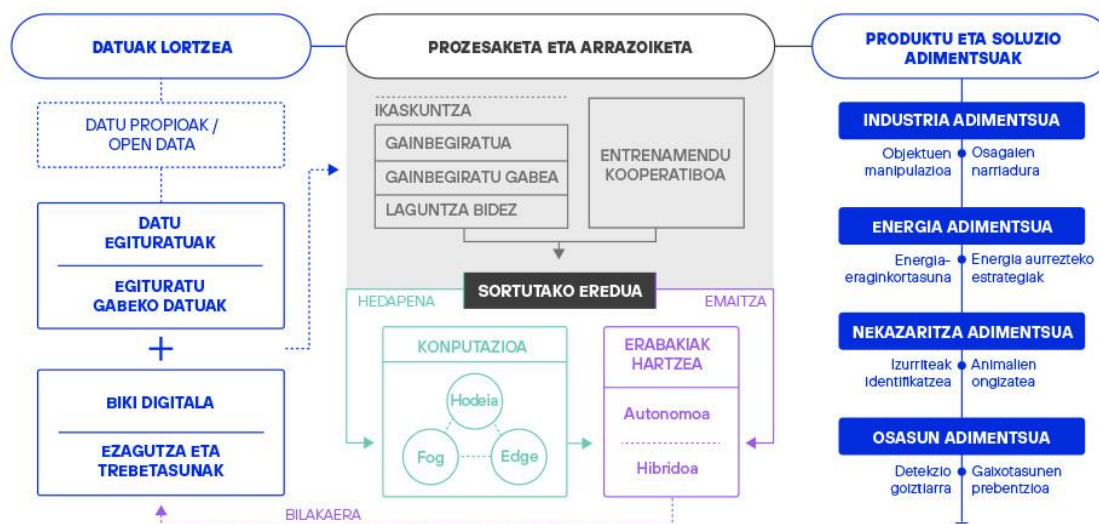 DATUAK LORTZEA
DATU PROPIOAK /
OPEN DATA
DATU
EGITURATUAK
EGITURATU
GABEKO DATUAK
+
BIKI DIGITALA
EZAGUTZA ETA
TREBETASUNAK
PROZESAKETA ETA ARRAZOIKETA
IKASKUNTZA
GAINBEGIRATUA
GAINBEGIRATU GABEA
LAGUNTZA BIDEZ
ENTRENAMENDU
KOOPERATIBOA
SORTUTAKO EREDUA
HEDAPENA
EMAITZA
KONPUTAZIOA
Hodeia
Fog
Edge
ERABAKIAK
HARTZEA
Autonomoa
Hibridoa
BILAKAERA
PRODUKTU ETA SOLUZIO
ADIMENTSUAK
INDUSTRIA ADIMENTSUA
Objektuen
manipulazioa
Osagaien
narriadura
ENERGIA ADIMENTSUA
Energia-
eraginkortasuna
Energia aurrezteko
estrategiak
NEKAZARITZA ADIMENTSUA
Izurriteak
identifikatzea
Animalien
ongizatea
OSASUN ADIMENTSUA
Detekzio
goiztiarra
Gaixotasunen
prebentzioa